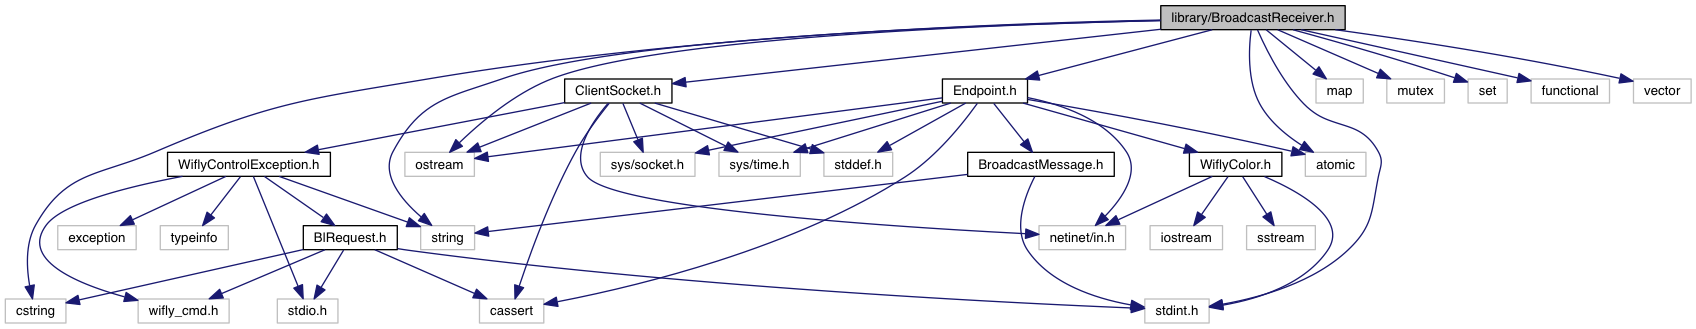 library/BroadcastReceiver.h
ClientSocket.h
Endpoint.h
map
mutex
set
functional
vector
WiflyControlException.h
ostream
sys/socket.h
sys/time.h
stddef.h
BroadcastMessage.h
WiflyColor.h
atomic
exception
typeinfo
BlRequest.h
string
netinet/in.h
iostream
sstream
cstring
wifly_cmd.h
stdio.h
cassert
stdint.h